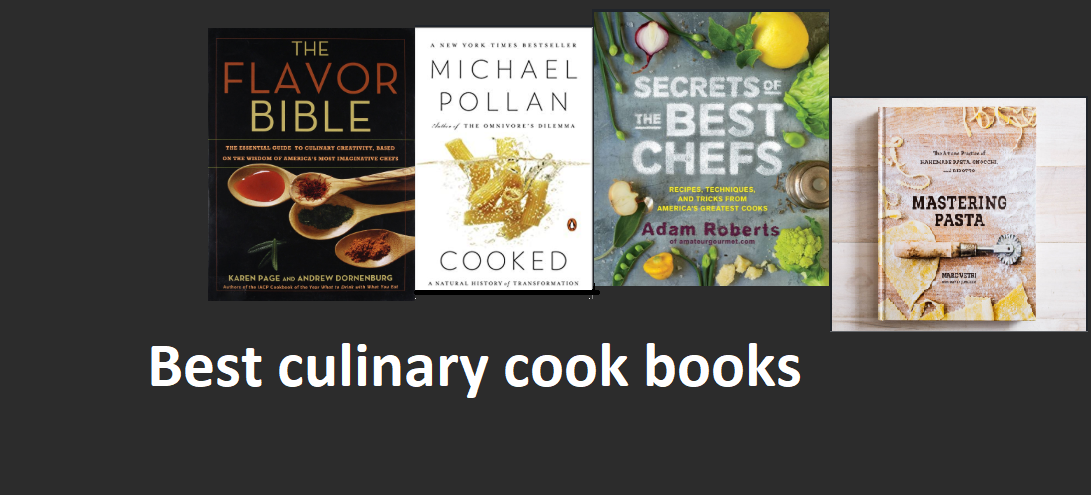 THE
FLAVOR
BIBLE
THE ESSENTIAL GUIDE TO CULINARY CREATIVITY, BASED
ON THE WISDOM OF AMERICA'S MOST IMAGINATIVE CHEFS
KAREN PAGE AND ANDREW DORNENBURG
Authors of the IACP Cookbook of the Year What to Drink with What You Eat
A NEW YORK TIMES BESTSELLER
MICHAEL
POLLAN
Author of THE OMNIVORE'S DILEMMA
COOKED
A NATURAL HISTORY of TRANSFORMATION
SECRETS OF
THE BEST
CHEFS
RECIPES, TECHNIQUES,
AND TRICKS FROM
AMERICA'S GREATEST COOKS
Adam Roberts
of amateurgourmet.com
The Art and Practice of
HANDMADE PASTA, GNOCCHI,
and RISOTTO
MASTERING
PASTA
MARC VETRI
Best culinary cook books